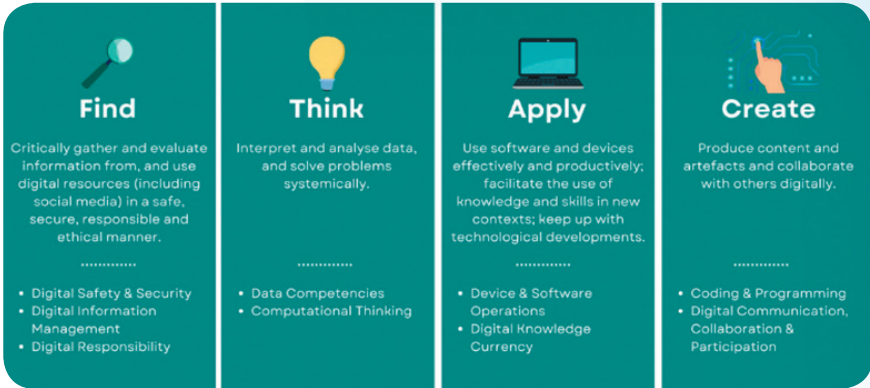 Find
Critically gather and evaluate
information from, and use
digital resources (including
social media) in a safe,
secure, responsible and
ethical manner.
• Digital Safety & Security
• Digital Information
Management
• Digital Responsibility
Think
Interpret and analyse data,
and solve problems
systemically.
• Data Competencies
• Computational Thinking
Apply
Use software and devices
effectively and productively;
facilitate the use of
knowledge and skills in new
contexts; keep up with
technological developments.
• Device & Software
Operations
• Digital Knowledge
Currency
Create
Produce content and
artefacts and collaborate
with others digitally.
• Coding & Programming
• Digital Communication,
Collaboration &
Participation